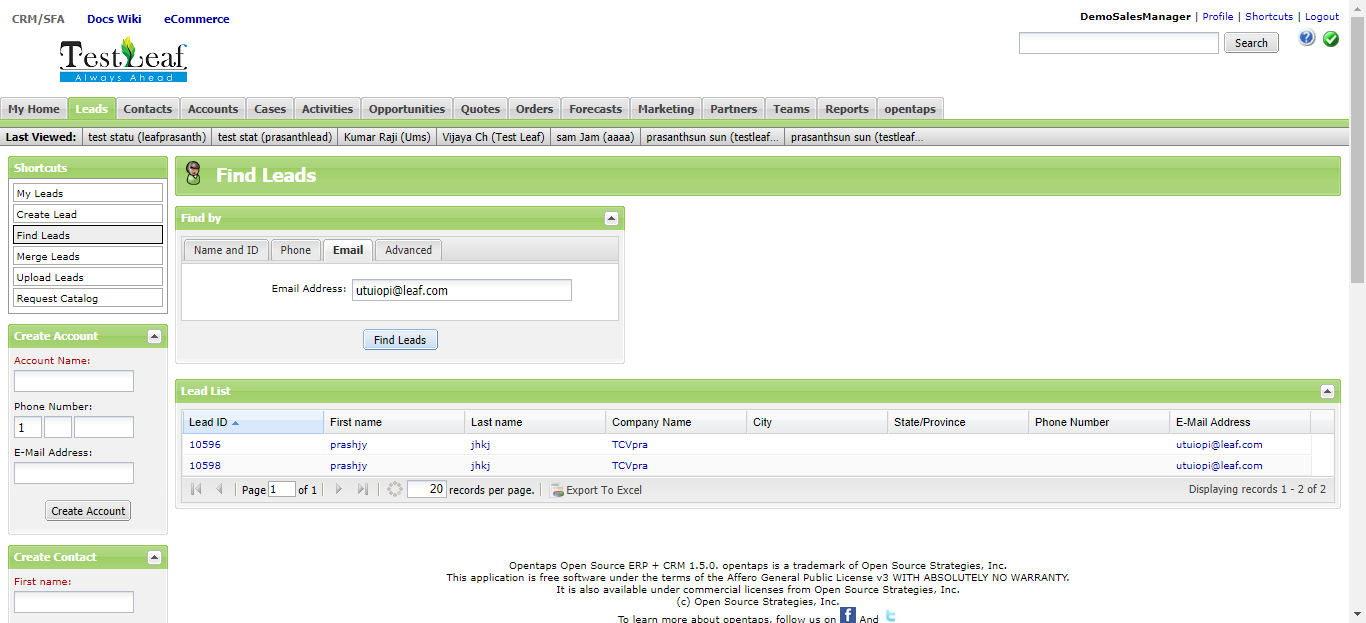 CRM/SFA Docs Wiki eCommerce
DemoSalesManager | Profile | Shortcuts | Logout
TestLeaf
Always Ahead
Search
My Home Leads Contacts Accounts Cases Activities Opportunities Quotes Orders Forecasts Marketing Partners Teams Reports opentaps
Last Viewed: test statu (leafprasanth) test stat (prasanthlead) Kumar Raji (Ums) Vijaya Ch (Test Leaf) sam Jam (aaaa) prasanthsun sun (testleaf... prasanthsun sun (testleaf...
Shortcuts
My Leads
Create Lead
Find Leads
Merge Leads
Upload Leads
Request Catalog
Create Account
Account Name:
Phone Number:
1
E-Mail Address:
Create Account
Create Contact
First name:
Find Leads
Find by
Name and ID Phone Email Advanced
Email Address: utuiopi@leaf.com
Find Leads
Lead List
Lead ID First name Last name Company Name City State/Province Phone Number E-Mail Address
10596 prashjy jhkj TCVpra utuiopi@leaf.com
10598 prashjy jhkj TCVpra utuiopi@leaf.com
Page 1 of 1 20 records per page. Export To Excel Displaying records 1 - 2 of 2
Opentaps Open Source ERP + CRM 1.5.0. opentaps is a trademark of Open Source Strategies, Inc.
This application is free software under the terms of the Affero General Public License v3 WITH ABSOLUTELY NO WARRANTY.
It is also available under commercial licenses from Open Source Strategies, Inc.
(c) Open Source Strategies, Inc.
To learn more about opentaps, follow us on f And t